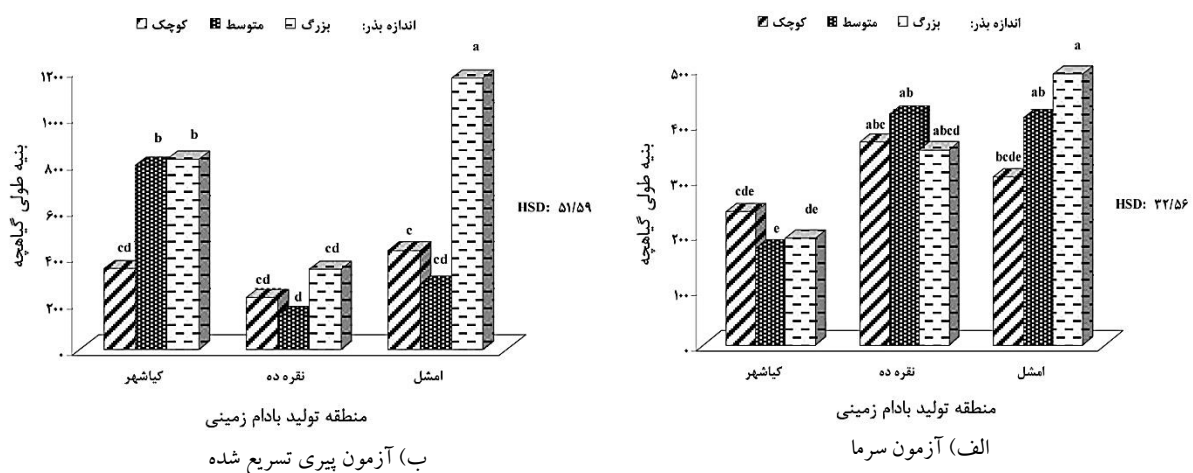 اندازه بذر: بزرگ متوسط کوچک
a
ab
ab
abcd
abc
bcde
cde
de
e
۵۰۰
۴۰۰
۳۰۰
۲۰۰
۱۰۰
۰
بنیه طولی گیاهچه
HSD: ۳۲/۵۶
کیاشهر نقره ده امشل
منطقه تولید بادام زمینی
الف) آزمون سرما
اندازه بذر: بزرگ متوسط کوچک
a
b
b
c
cd
cd
cd
cd
d
۱۲۰۰
۱۰۰۰
۸۰۰
۶۰۰
۴۰۰
۲۰۰
۰
بنیه طولی گیاهچه
HSD: ۵۱/۵۹
کیاشهر نقره ده امشل
منطقه تولید بادام زمینی
ب) آزمون پیری تسریع شده